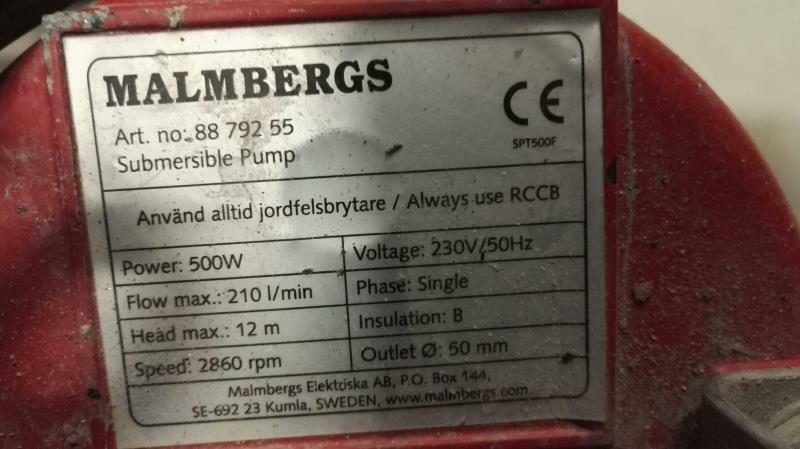 MALMBERGS
Art. no: 88 792 55
Submersible Pump
CE
SPT500F
Använd alltid jordfelsbrytare / Always use RCCB
Power: 500W
Voltage: 230V/50Hz
Flow max.: 210 l/min
Phase: Single
Head max.: 12 m
Insulation: B
Speed: 2860 rpm
Outlet Ø: 50 mm
Malmbergs Elektriska AB, P.O. Box 144,
SE-692 23 Kumla, SWEDEN, www.malmbergs.com